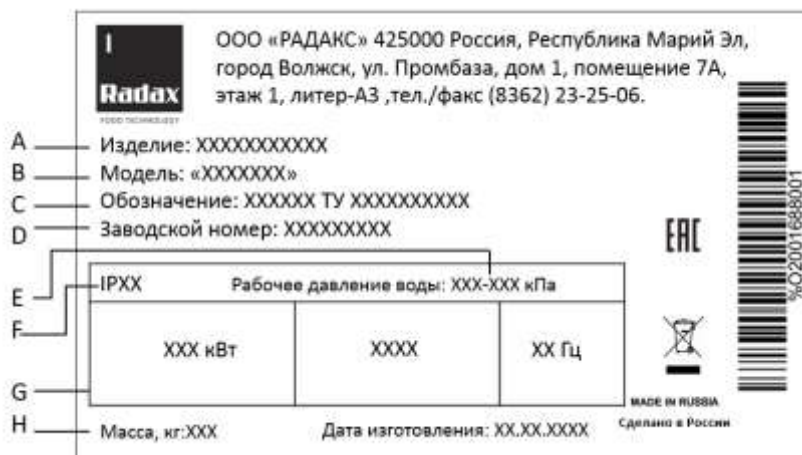 ООО «РАДАКС» 425000 Россия, Республика Марий Эл,
город Волжск, ул. Промбаза, дом 1, помещение 7А,
этаж 1, литер-А3 ,тел./факс (8362) 23-25-06.
Radax
FOOD TECHNOLOGY
A Изделие: XXXXXXXXXXX
B Модель: «XXXXXXX»
C Обозначение: XXXXXX ТУ XXXXXXXXXX
D Заводской номер: XXXXXXXXX
EAC
%O2001688001
E
F IPXX Рабочее давление воды: XXX-XXX кПа
XXX кВт XXXX XX Гц
G
MADE IN RUSSIA
Сделано в России
H Масса, кг:XXX Дата изготовления: XX.XX.XXXX